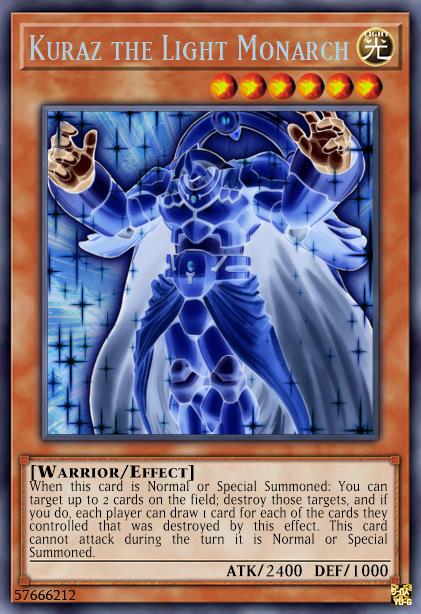 Kuraz the Light Monarch
LIGHT
光
[Warrior/Effect]
When this card is Normal or Special Summoned: You can
target up to 2 cards on the field; destroy those targets, and if
you do, each player can draw 1 card for each of the cards they
controlled that was destroyed by this effect. This card
cannot attack during the turn it is Normal or Special
Summoned.
ATK/2400 DEF/1000
57666212